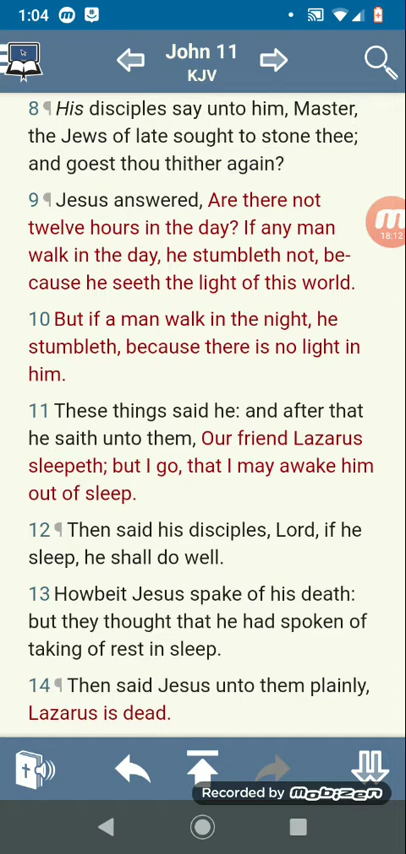 1:04
John 11
KJV
8 ¶ His disciples say unto him, Master,
the Jews of late sought to stone thee;
and goest thou thither again?
9 ¶ Jesus answered, Are there not
twelve hours in the day? If any man
walk in the day, he stumbleth not, be-
cause he seeth the light of this world.
18:12
10 But if a man walk in the night, he
stumbleth, because there is no light in
him.
11 These things said he: and after that
he saith unto them, Our friend Lazarus
sleepeth; but I go, that I may awake him
out of sleep.
12 ¶ Then said his disciples, Lord, if he
sleep, he shall do well.
13 Howbeit Jesus spake of his death:
but they thought that he had spoken of
taking of rest in sleep.
14 ¶ Then said Jesus unto them plainly,
Lazarus is dead.
Recorded by mobizen